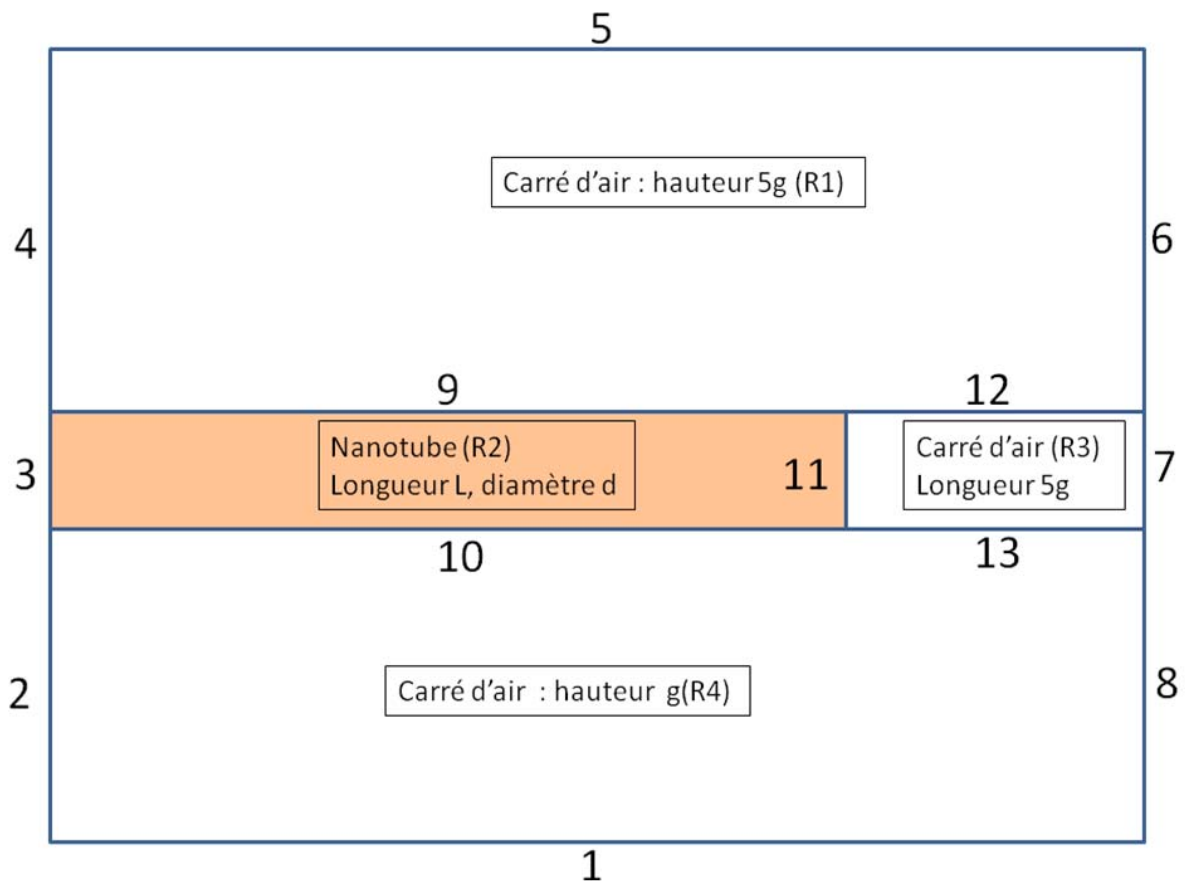 5
Carré d'air : hauteur 5g (R1)
4
6
9
12
3
Nanotube (R2)
Longueur L, diamètre d
11
Carré d'air (R3)
Longueur 5g
7
10
13
2
Carré d'air : hauteur g(R4)
8
1